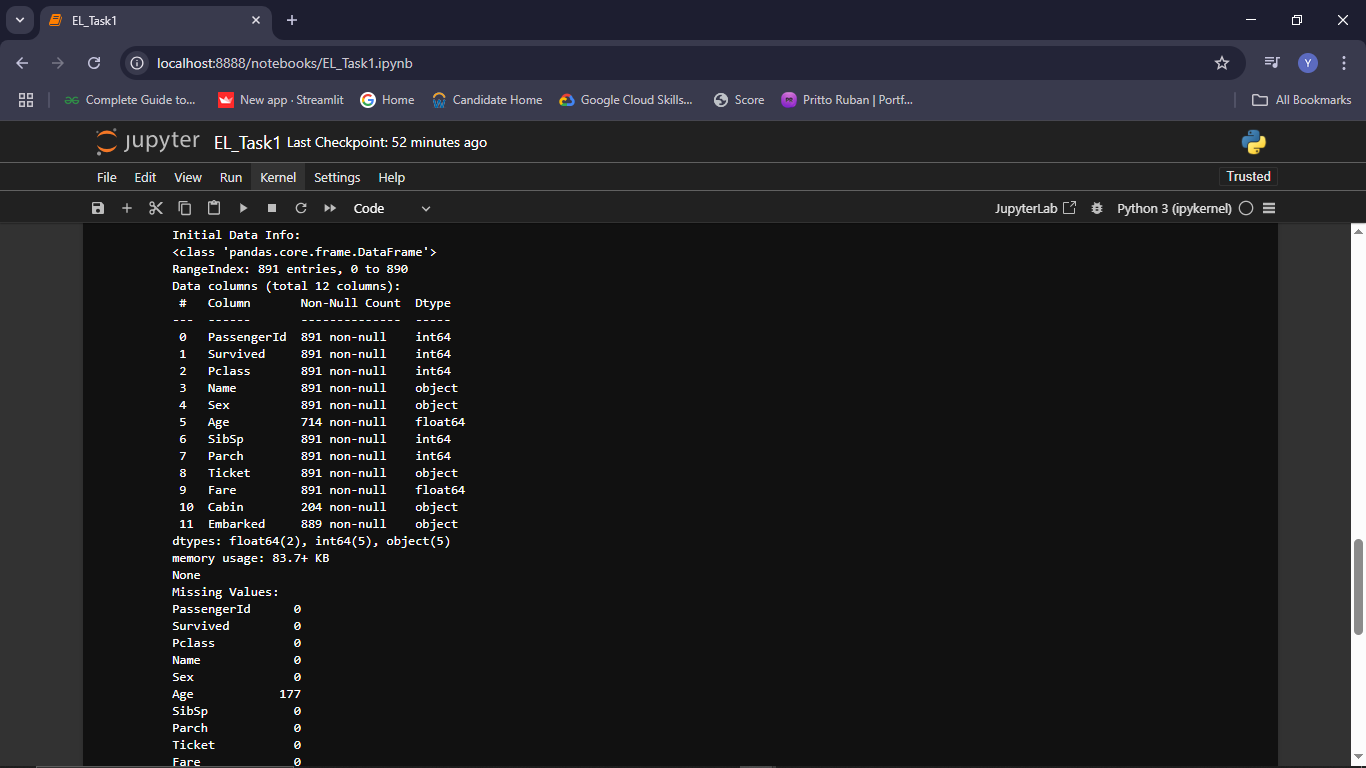 EL_Task1
localhost:8888/notebooks/EL_Task1.ipynb
Y
Complete Guide to...
New app · Streamlit
Home
Candidate Home
Google Cloud Skills...
Score
Pritto Ruban | Portf...
All Bookmarks
jupyter EL_Task1 Last Checkpoint: 52 minutes ago
File Edit View Run Kernel Settings Help
Trusted
Code
JupyterLab
Python 3 (ipykernel)
Initial Data Info:
<class 'pandas.core.frame.DataFrame'>
RangeIndex: 891 entries, 0 to 890
Data columns (total 12 columns):
 #   Column       Non-Null Count  Dtype
---  ------       --------------  -----
 0   PassengerId  891 non-null    int64
 1   Survived     891 non-null    int64
 2   Pclass       891 non-null    int64
 3   Name         891 non-null    object
 4   Sex          891 non-null    object
 5   Age          714 non-null    float64
 6   SibSp        891 non-null    int64
 7   Parch        891 non-null    int64
 8   Ticket       891 non-null    object
 9   Fare         891 non-null    float64
 10  Cabin        204 non-null    object
 11  Embarked     889 non-null    object
dtypes: float64(2), int64(5), object(5)
memory usage: 83.7+ KB
None
Missing Values:
PassengerId      0
Survived         0
Pclass           0
Name             0
Sex              0
Age            177
SibSp            0
Parch            0
Ticket           0
Fare             0